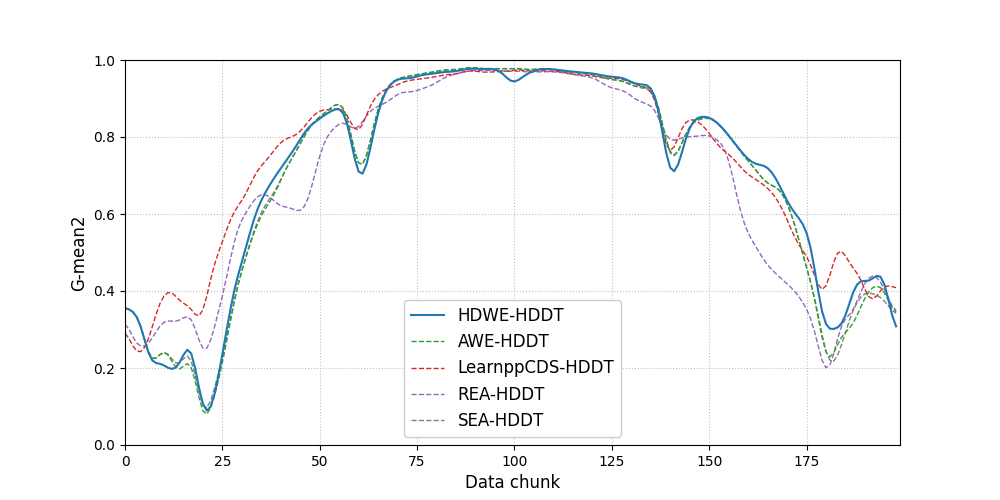 1.0
0.8
0.6
0.4
0.2
0.0
G-mean2
HDWE-HDDT
AWE-HDDT
LearnppCDS-HDDT
REA-HDDT
SEA-HDDT
0 25 50 75 100 125 150 175
Data chunk